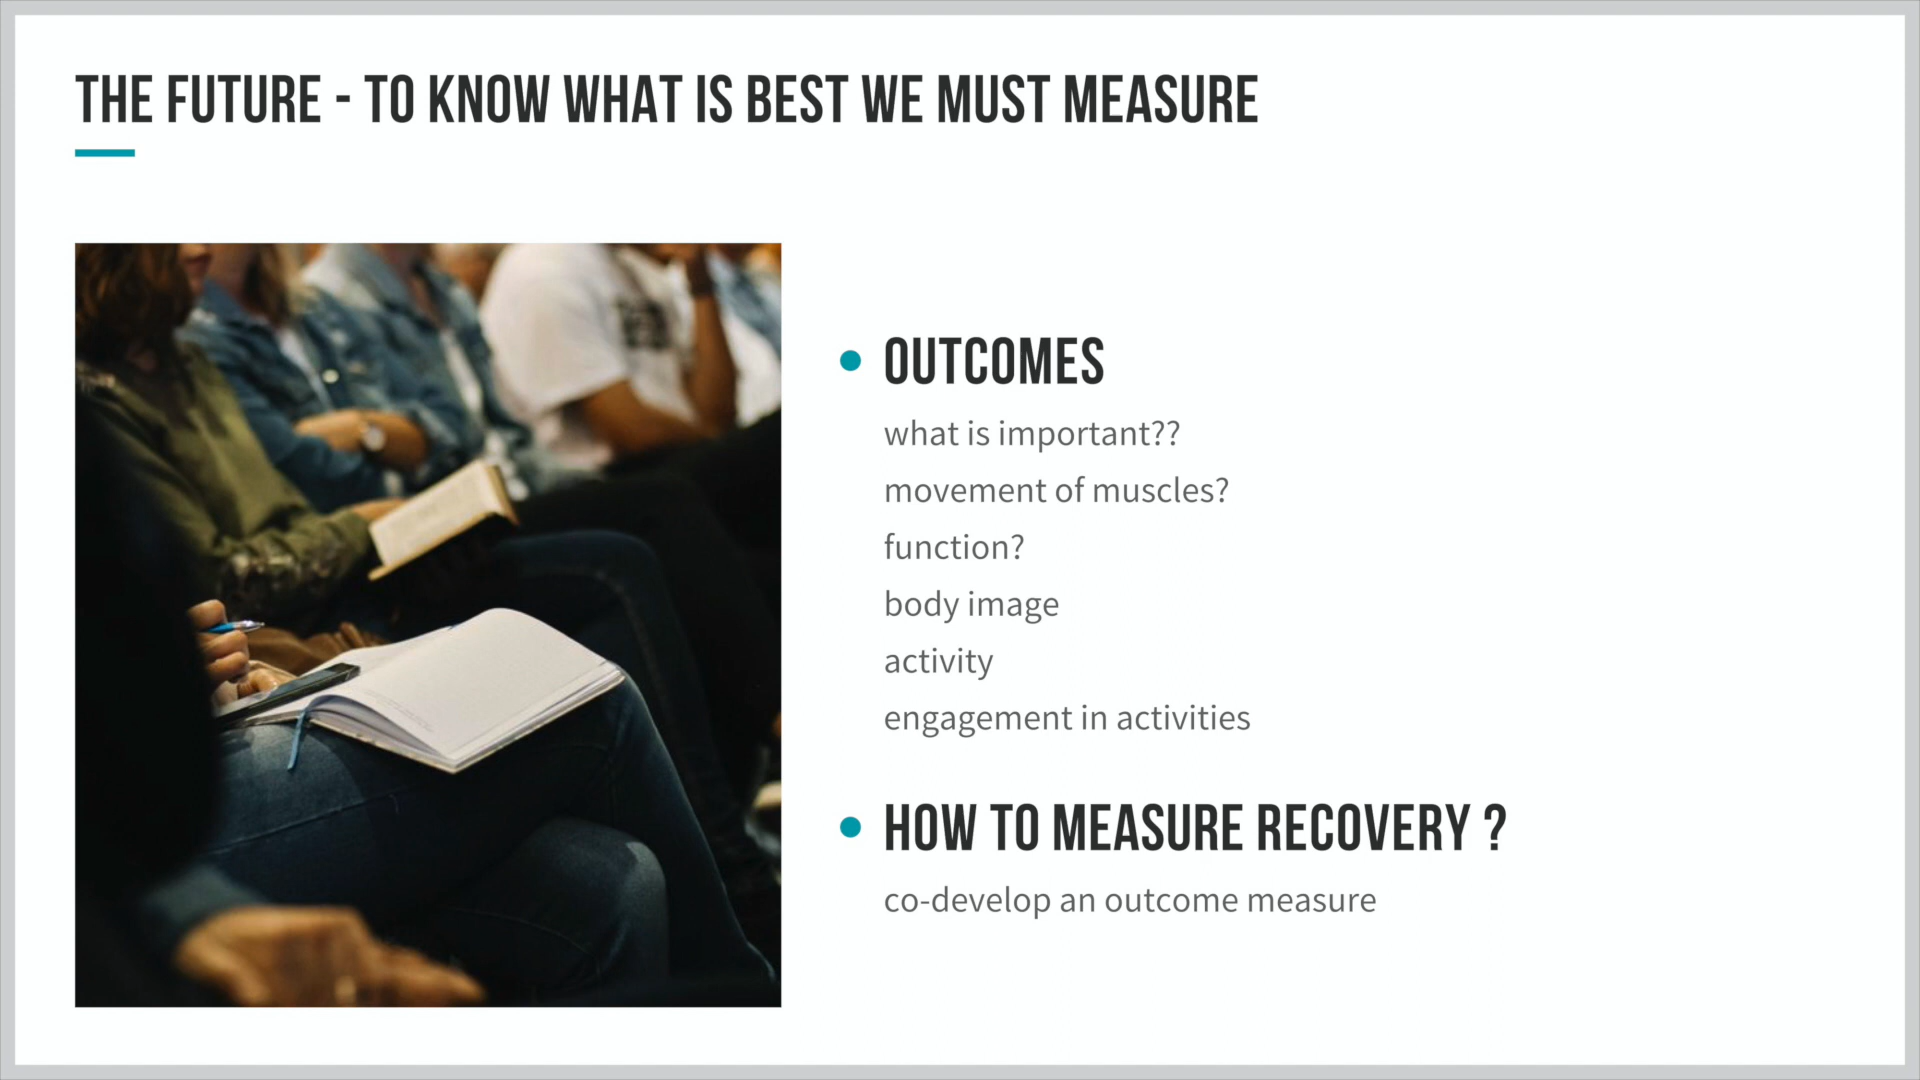 THE FUTURE - TO KNOW WHAT IS BEST WE MUST MEASURE
OUTCOMES
what is important??
movement of muscles?
function?
body image
activity
engagement in activities
HOW TO MEASURE RECOVERY ?
co-develop an outcome measure